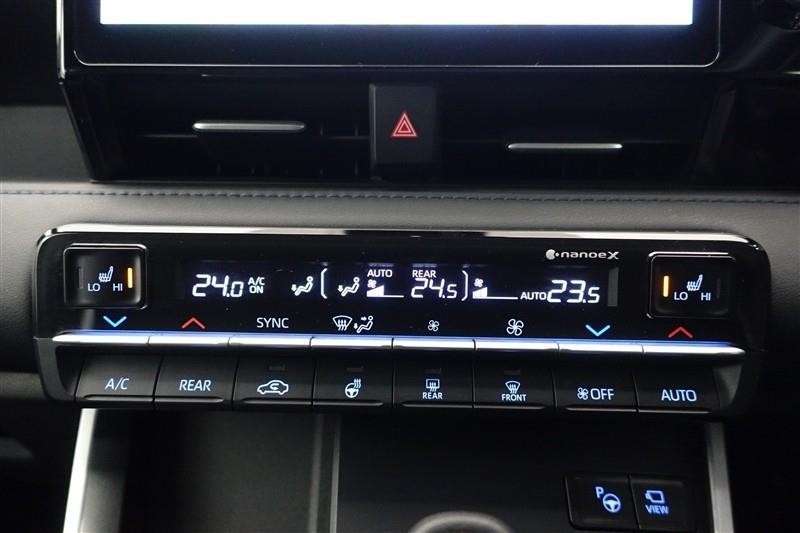 nanoeX
LO HI
24.0 A/C ON AUTO REAR 24.5 AUTO 23.5
LO HI
SYNC
A/C REAR REAR FRONT OFF AUTO
P VIEW